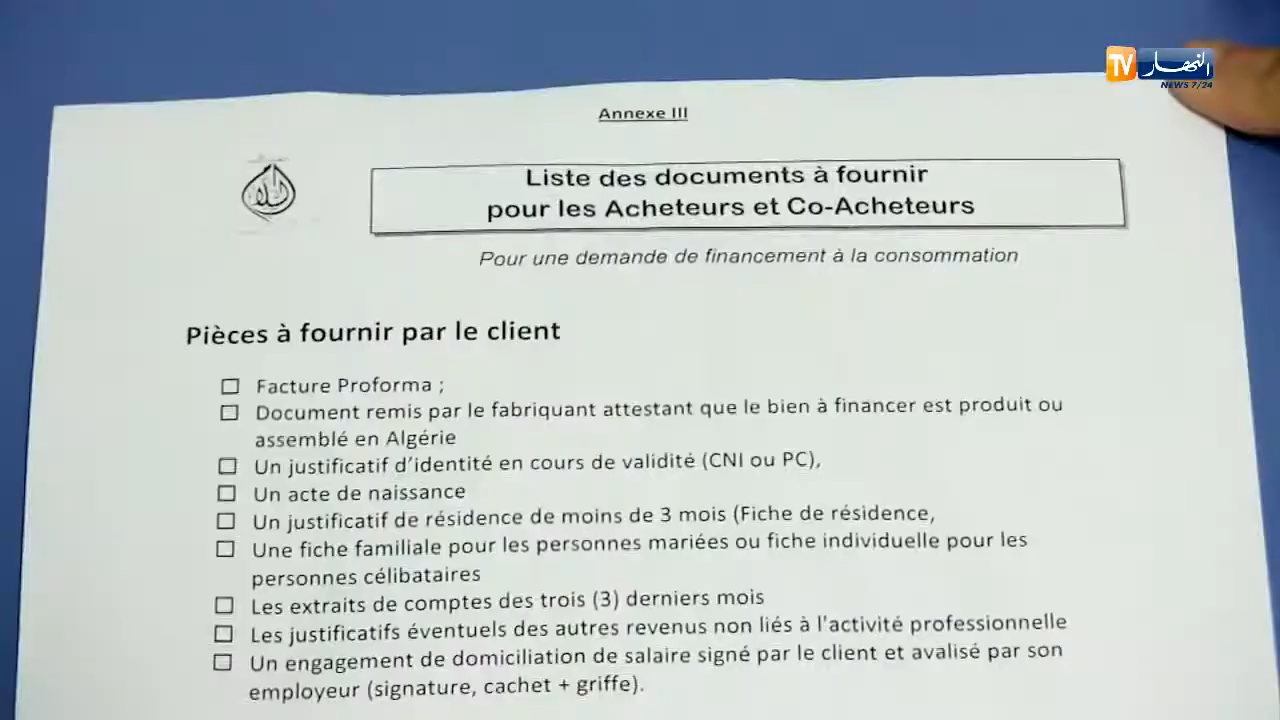 TV النهار
NEWS 7/24
Annexe III
Liste des documents à fournir
pour les Acheteurs et Co-Acheteurs
Pour une demande de financement à la consommation
Pièces à fournir par le client
Facture Proforma ;
Document remis par le fabriquant attestant que le bien à financer est produit ou
assemblé en Algérie
Un justificatif d’identité en cours de validité (CNI ou PC),
Un acte de naissance
Un justificatif de résidence de moins de 3 mois (Fiche de résidence,
Une fiche familiale pour les personnes mariées ou fiche individuelle pour les
personnes célibataires
Les extraits de comptes des trois (3) derniers mois
Les justificatifs éventuels des autres revenus non liés à l'activité professionnelle
Un engagement de domiciliation de salaire signé par le client et avalisé par son
employeur (signature, cachet + griffe).